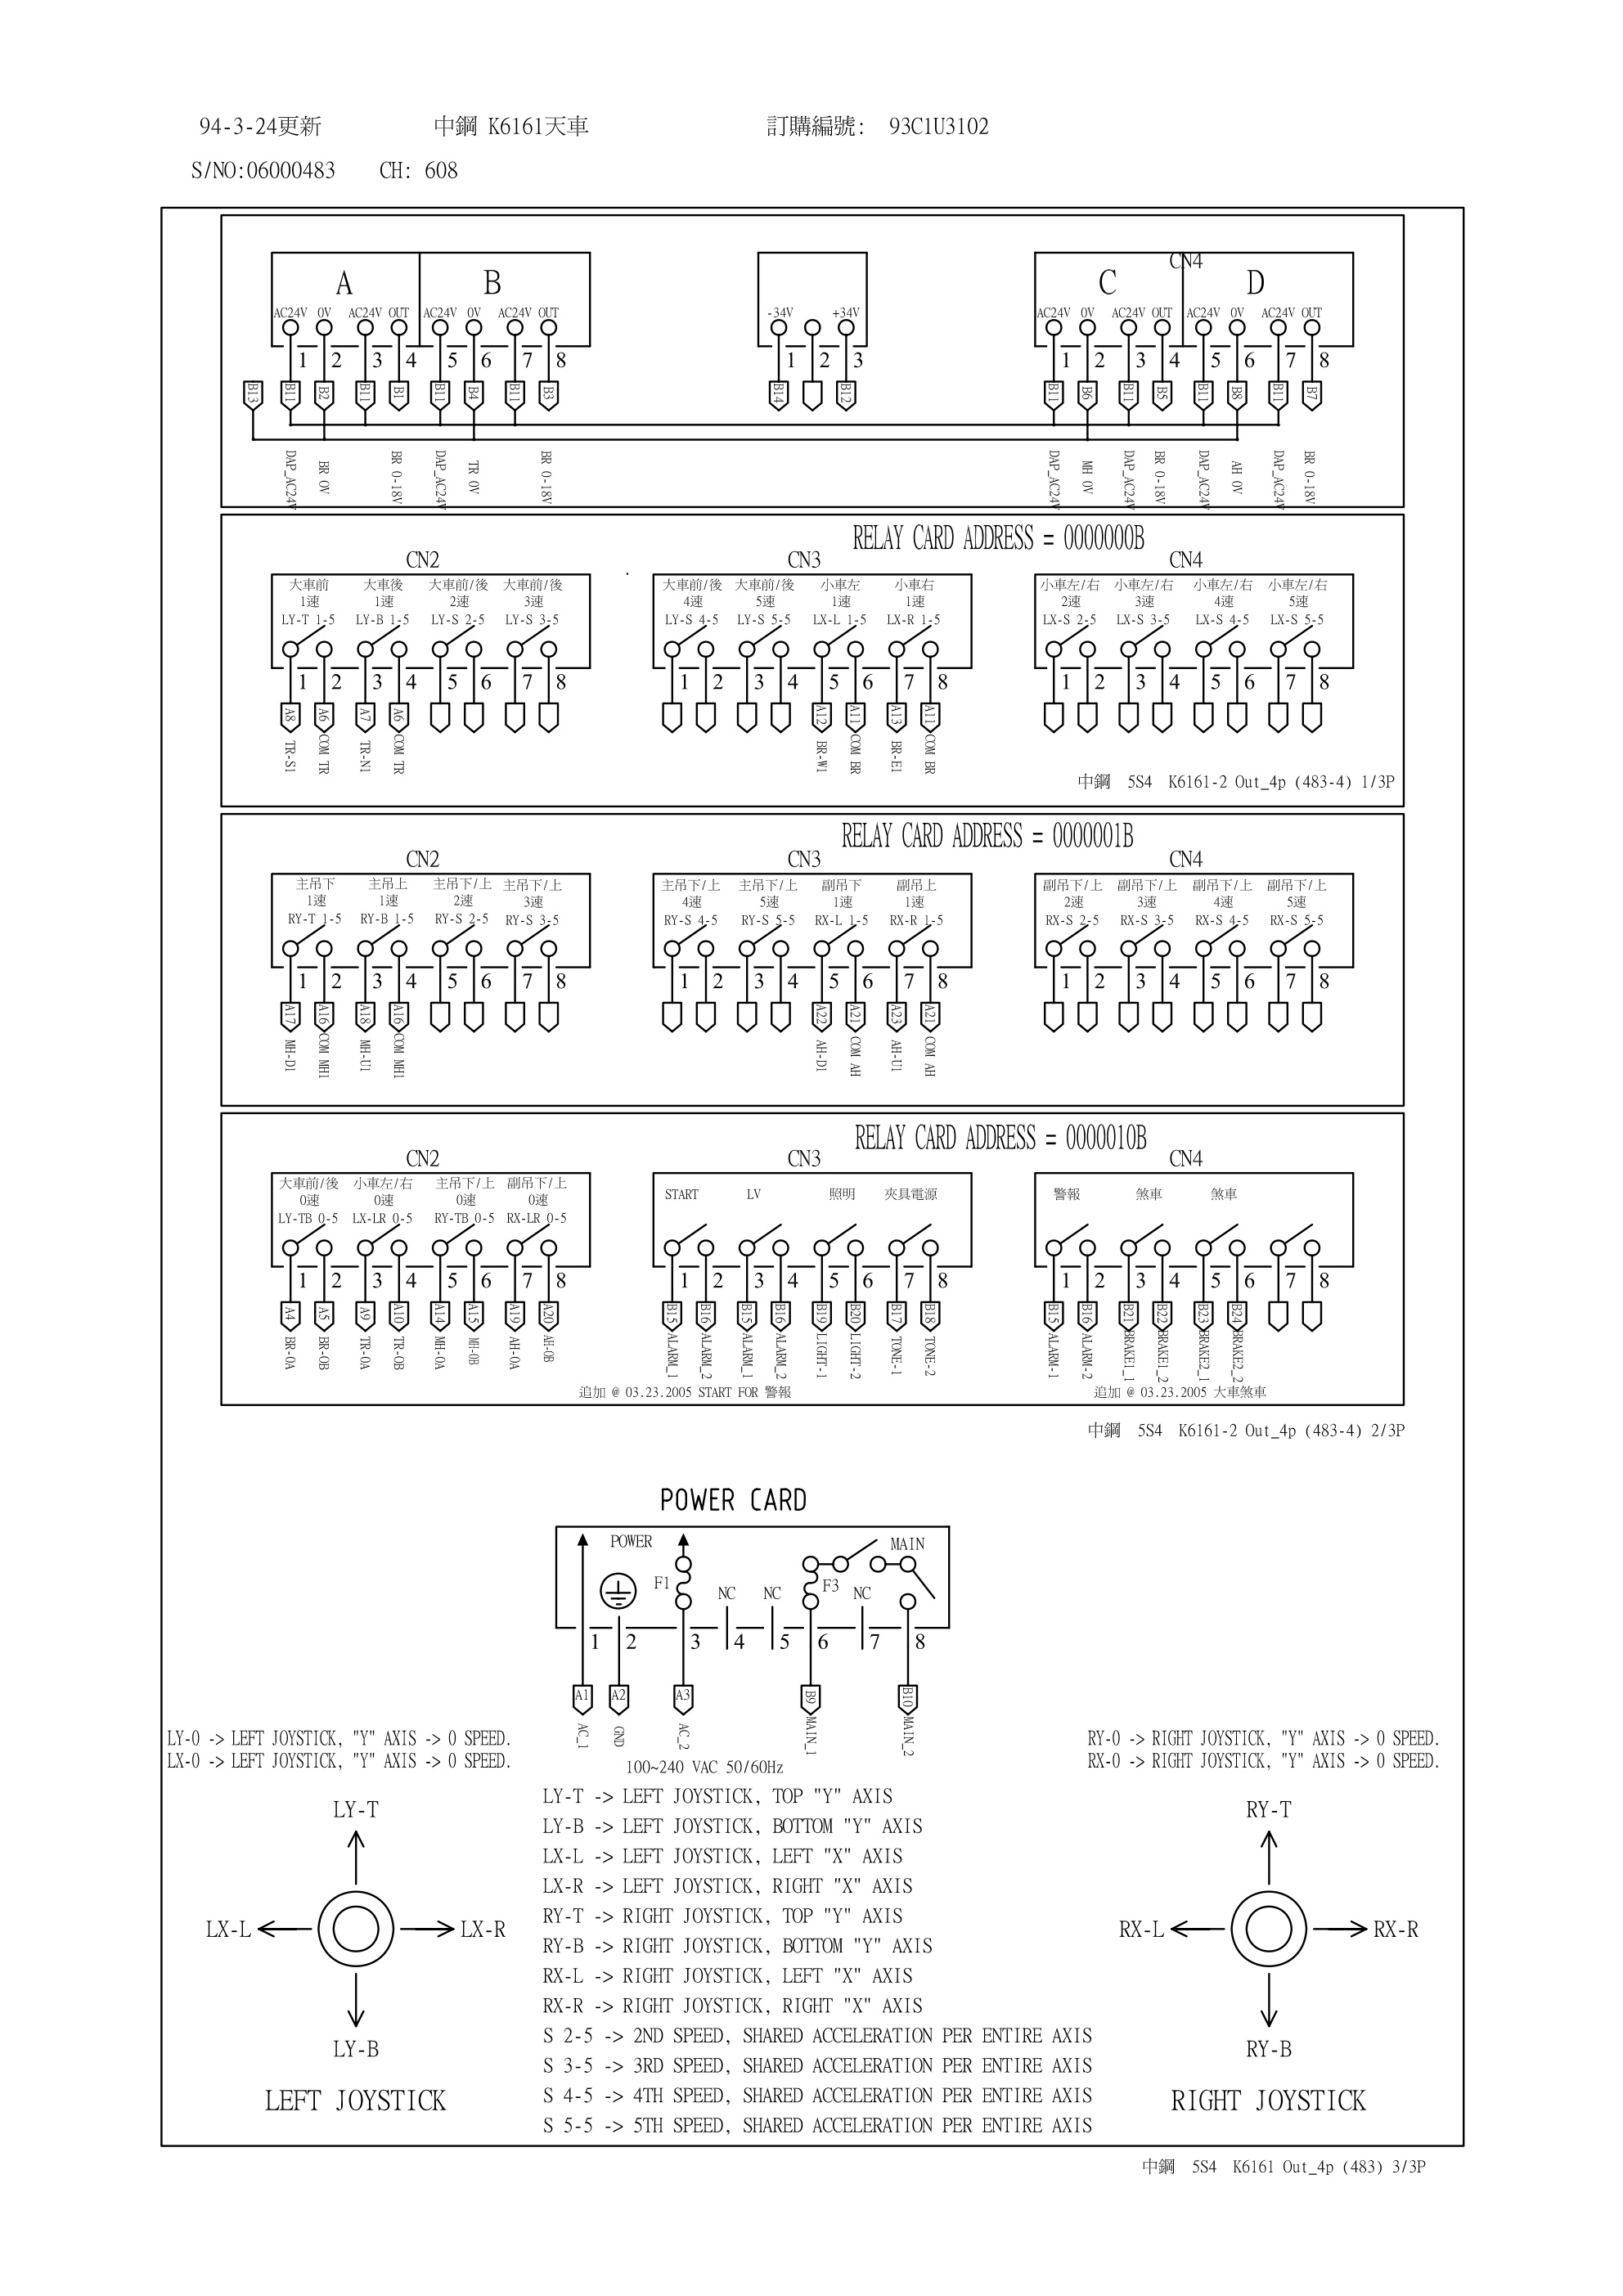 94-3-24更新 中鋼 K6161天車 訂購編號: 93C1U3102
S/NO:06000483 CH: 608
CN4
A B C D
AC24V 0V AC24V OUT AC24V 0V AC24V OUT -34V +34V AC24V 0V AC24V OUT AC24V 0V AC24V OUT
1 2 3 4 5 6 7 8 1 2 3 1 2 3 4 5 6 7 8
B13 B11 B2 B11 B1 B11 B4 B11 B3 B14 B12 B11 B6 B11 B5 B11 B8 B11 B7
DAP_AC24V BR 0V BR 0-18V DAP_AC24V TR 0V BR 0-18V DAP_AC24V MH 0V DAP_AC24V BR 0-18V DAP_AC24V AH 0V DAP_AC24V BR 0-18V
RELAY CARD ADDRESS = 0000000B
CN2 CN3 CN4
大車前 大車後 大車前/後 大車前/後 大車前/後 大車前/後 小車左 小車右 小車左/右 小車左/右 小車左/右 小車左/右
1速 1速 2速 3速 4速 5速 1速 1速 2速 3速 4速 5速
LY-T 1-5 LY-B 1-5 LY-S 2-5 LY-S 3-5 LY-S 4-5 LY-S 5-5 LX-L 1-5 LX-R 1-5 LX-S 2-5 LX-S 3-5 LX-S 4-5 LX-S 5-5
1 2 3 4 5 6 7 8 1 2 3 4 5 6 7 8 1 2 3 4 5 6 7 8
A8 A6 A7 A6 A12 A11 A13 A11
TR-S1 COM TR TR-N1 COM TR BR-W1 COM BR BR-E1 COM BR
中鋼 5S4 K6161-2 Out_4p (483-4) 1/3P
RELAY CARD ADDRESS = 0000001B
CN2 CN3 CN4
主吊下 主吊上 主吊下/上 主吊下/上 主吊下/上 主吊下/上 副吊下 副吊上 副吊下/上 副吊下/上 副吊下/上 副吊下/上
1速 1速 2速 3速 4速 5速 1速 1速 2速 3速 4速 5速
RY-T 1-5 RY-B 1-5 RY-S 2-5 RY-S 3-5 RY-S 4-5 RY-S 5-5 RX-L 1-5 RX-R 1-5 RX-S 2-5 RX-S 3-5 RX-S 4-5 RX-S 5-5
1 2 3 4 5 6 7 8 1 2 3 4 5 6 7 8 1 2 3 4 5 6 7 8
A17 A16 A18 A16 A22 A21 A23 A21
MH-D1 COM MH1 MH-U1 COM MH1 AH-D1 COM AH AH-U1 COM AH
RELAY CARD ADDRESS = 0000010B
CN2 CN3 CN4
大車前/後 小車左/右 主吊下/上 副吊下/上 START LV 照明 夾具電源 警報 煞車 煞車
0速 0速 0速 0速
LY-TB 0-5 LX-LR 0-5 RY-TB 0-5 RX-LR 0-5
1 2 3 4 5 6 7 8 1 2 3 4 5 6 7 8 1 2 3 4 5 6 7 8
A4 A5 A9 A10 A14 A15 A19 A20 B15 B16 B15 B16 B19 B20 B17 B18 B15 B16 B21 B22 B23 B24
BR-OA BR-OB TR-OA TR-OB MH-OA MH-OB AH-OA AH-OB ALARM_1 ALARM_2 ALARM_1 ALARM_2 LIGHT-1 LIGHT-2 TONE-1 TONE-2 ALARM-1 ALARM-2 BRAKE1_1 BRAKE1_2 BRAKE2_1 BRAKE2_2
追加 @ 03.23.2005 START FOR 警報 追加 @ 03.23.2005 大車煞車
中鋼 5S4 K6161-2 Out_4p (483-4) 2/3P
POWER CARD
POWER MAIN
F1 NC NC F3 NC
1 2 3 4 5 6 7 8
A1 A2 A3 B9 B10
AC_1 GND AC_2 MAIN_1 MAIN_2
100~240 VAC 50/60Hz
LY-0 -> LEFT JOYSTICK, "Y" AXIS -> 0 SPEED.
LX-0 -> LEFT JOYSTICK, "Y" AXIS -> 0 SPEED.
RY-0 -> RIGHT JOYSTICK, "Y" AXIS -> 0 SPEED.
RX-0 -> RIGHT JOYSTICK, "Y" AXIS -> 0 SPEED.
LY-T -> LEFT JOYSTICK, TOP "Y" AXIS
LY-B -> LEFT JOYSTICK, BOTTOM "Y" AXIS
LX-L -> LEFT JOYSTICK, LEFT "X" AXIS
LX-R -> LEFT JOYSTICK, RIGHT "X" AXIS
RY-T -> RIGHT JOYSTICK, TOP "Y" AXIS
RY-B -> RIGHT JOYSTICK, BOTTOM "Y" AXIS
RX-L -> RIGHT JOYSTICK, LEFT "X" AXIS
RX-R -> RIGHT JOYSTICK, RIGHT "X" AXIS
S 2-5 -> 2ND SPEED, SHARED ACCELERATION PER ENTIRE AXIS
S 3-5 -> 3RD SPEED, SHARED ACCELERATION PER ENTIRE AXIS
S 4-5 -> 4TH SPEED, SHARED ACCELERATION PER ENTIRE AXIS
S 5-5 -> 5TH SPEED, SHARED ACCELERATION PER ENTIRE AXIS
LY-T
LX-L LX-R
LY-B
LEFT JOYSTICK
RY-T
RX-L RX-R
RY-B
RIGHT JOYSTICK
中鋼 5S4 K6161 Out_4p (483) 3/3P